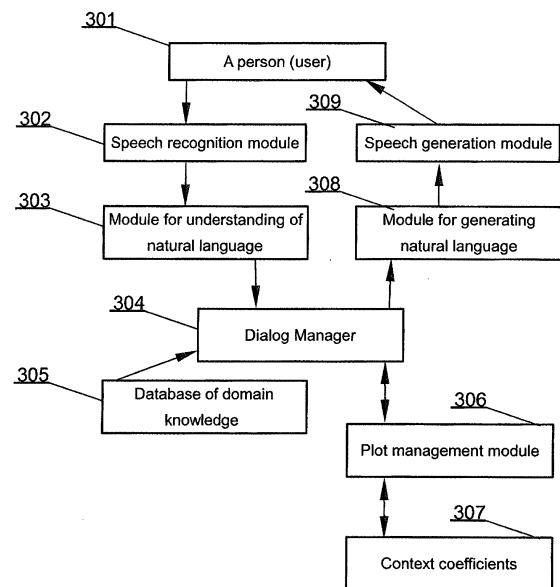 301
A person (user)
302
Speech recognition module
309
Speech generation module
303
Module for understanding of
natural language
308
Module for generating
natural language
304
Dialog Manager
305
Database of domain
knowledge
306
Plot management module
307
Context coefficients